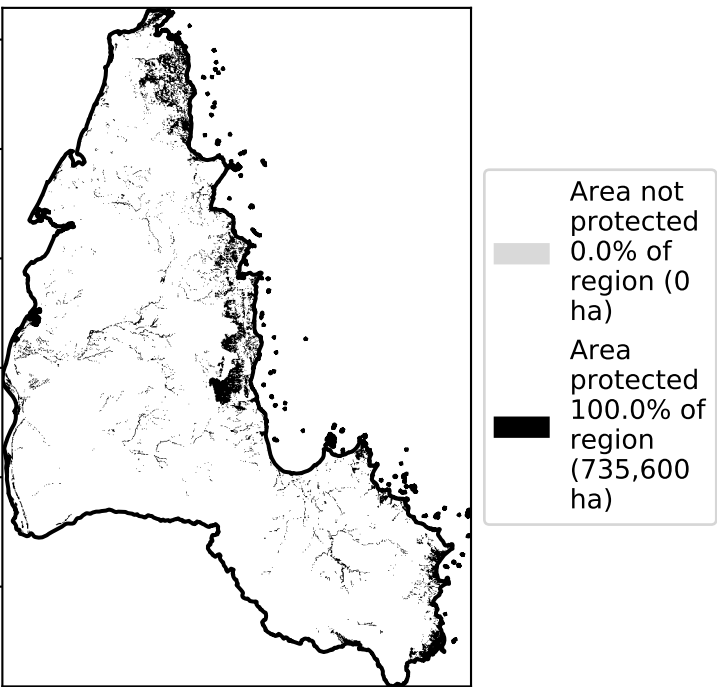 Area not
protected
0.0% of
region (0
ha)
Area
protected
100.0% of
region
(735,600
ha)